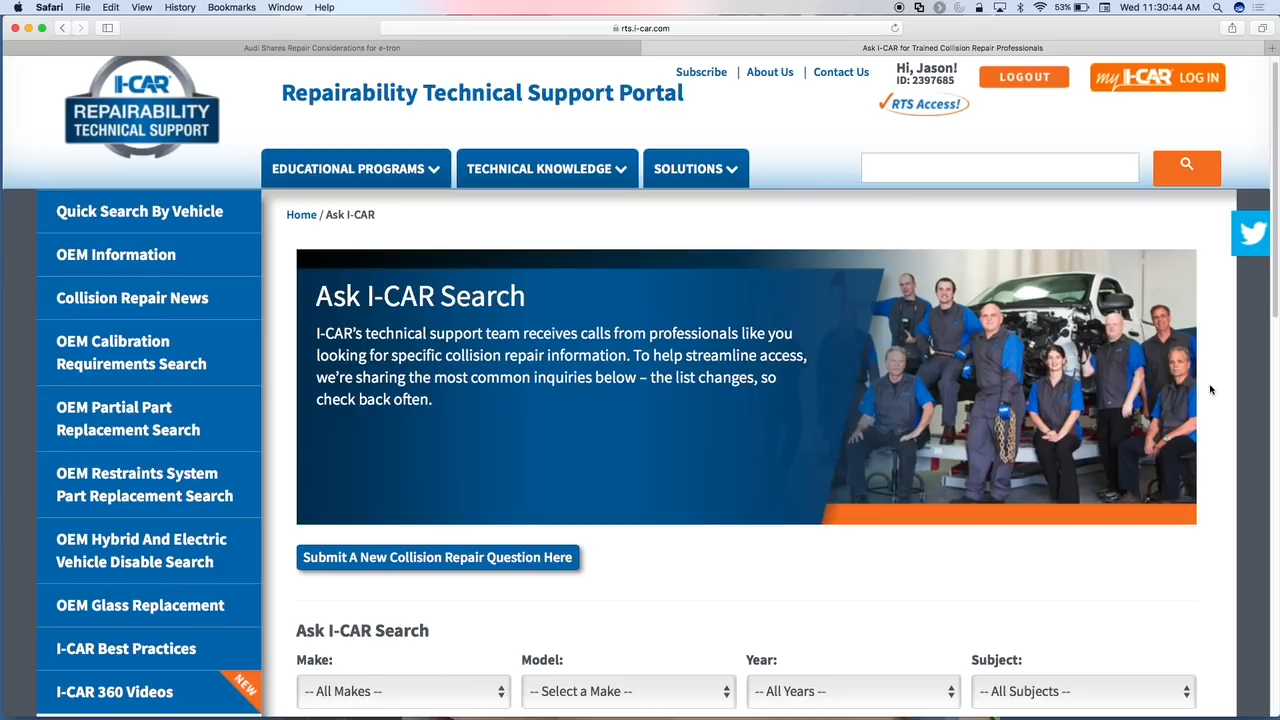 Safari File Edit View History Bookmarks Window Help
53% Wed 11:30:44 AM
rts.i-car.com
Audi Shares Repair Considerations for e-tron
Ask I-CAR for Trained Collision Repair Professionals
I-CAR
REPAIRABILITY
TECHNICAL SUPPORT
Repairability Technical Support Portal
Subscribe | About Us | Contact Us
Hi, Jason!
ID: 2397685
RTS Access!
LOGOUT
my I-CAR LOG IN
EDUCATIONAL PROGRAMS
TECHNICAL KNOWLEDGE
SOLUTIONS
Quick Search By Vehicle
OEM Information
Collision Repair News
OEM Calibration
Requirements Search
OEM Partial Part
Replacement Search
OEM Restraints System
Part Replacement Search
OEM Hybrid And Electric
Vehicle Disable Search
OEM Glass Replacement
I-CAR Best Practices
I-CAR 360 Videos
NEW
Home / Ask I-CAR
Ask I-CAR Search
I-CAR's technical support team receives calls from professionals like you
looking for specific collision repair information. To help streamline access,
we're sharing the most common inquiries below – the list changes, so
check back often.
Submit A New Collision Repair Question Here
Ask I-CAR Search
Make: Model: Year: Subject:
-- All Makes -- -- Select a Make -- -- All Years -- -- All Subjects --